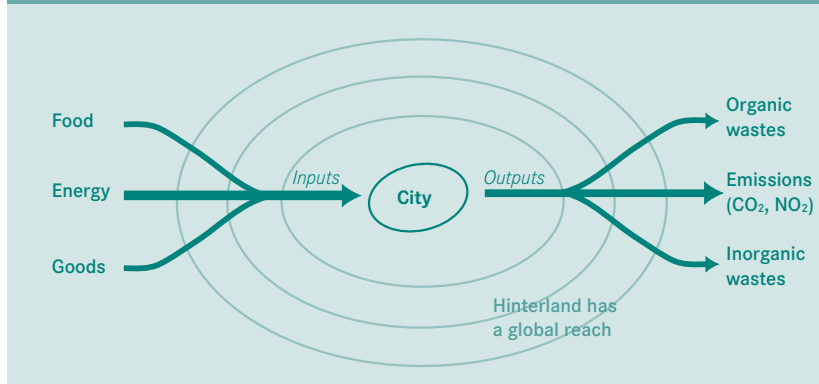 Food
Energy
Goods
Inputs
City
Outputs
Organic
wastes
Emissions
(CO₂, NO₂)
Inorganic
wastes
Hinterland has
a global reach